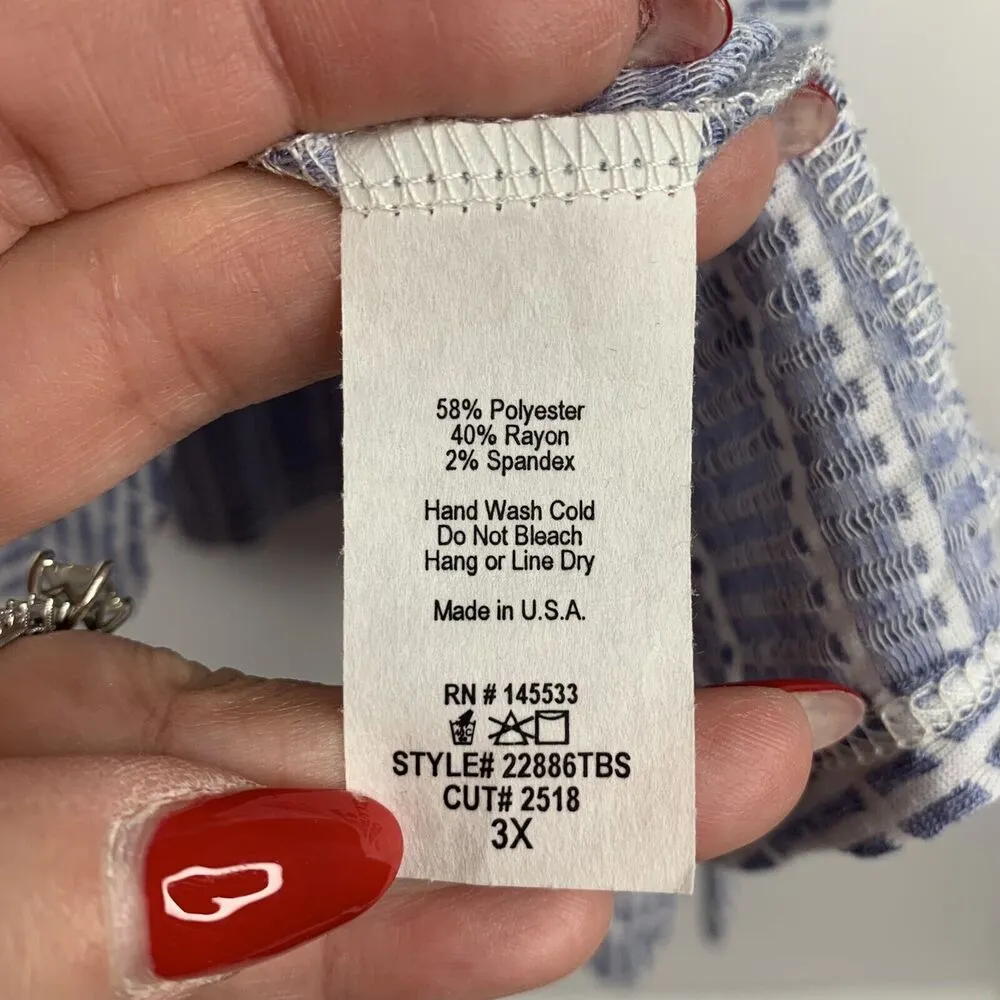 58% Polyester
40% Rayon
2% Spandex
Hand Wash Cold
Do Not Bleach
Hang or Line Dry
Made in U.S.A.
RN # 145533
STYLE# 22886TBS
CUT# 2518
3X